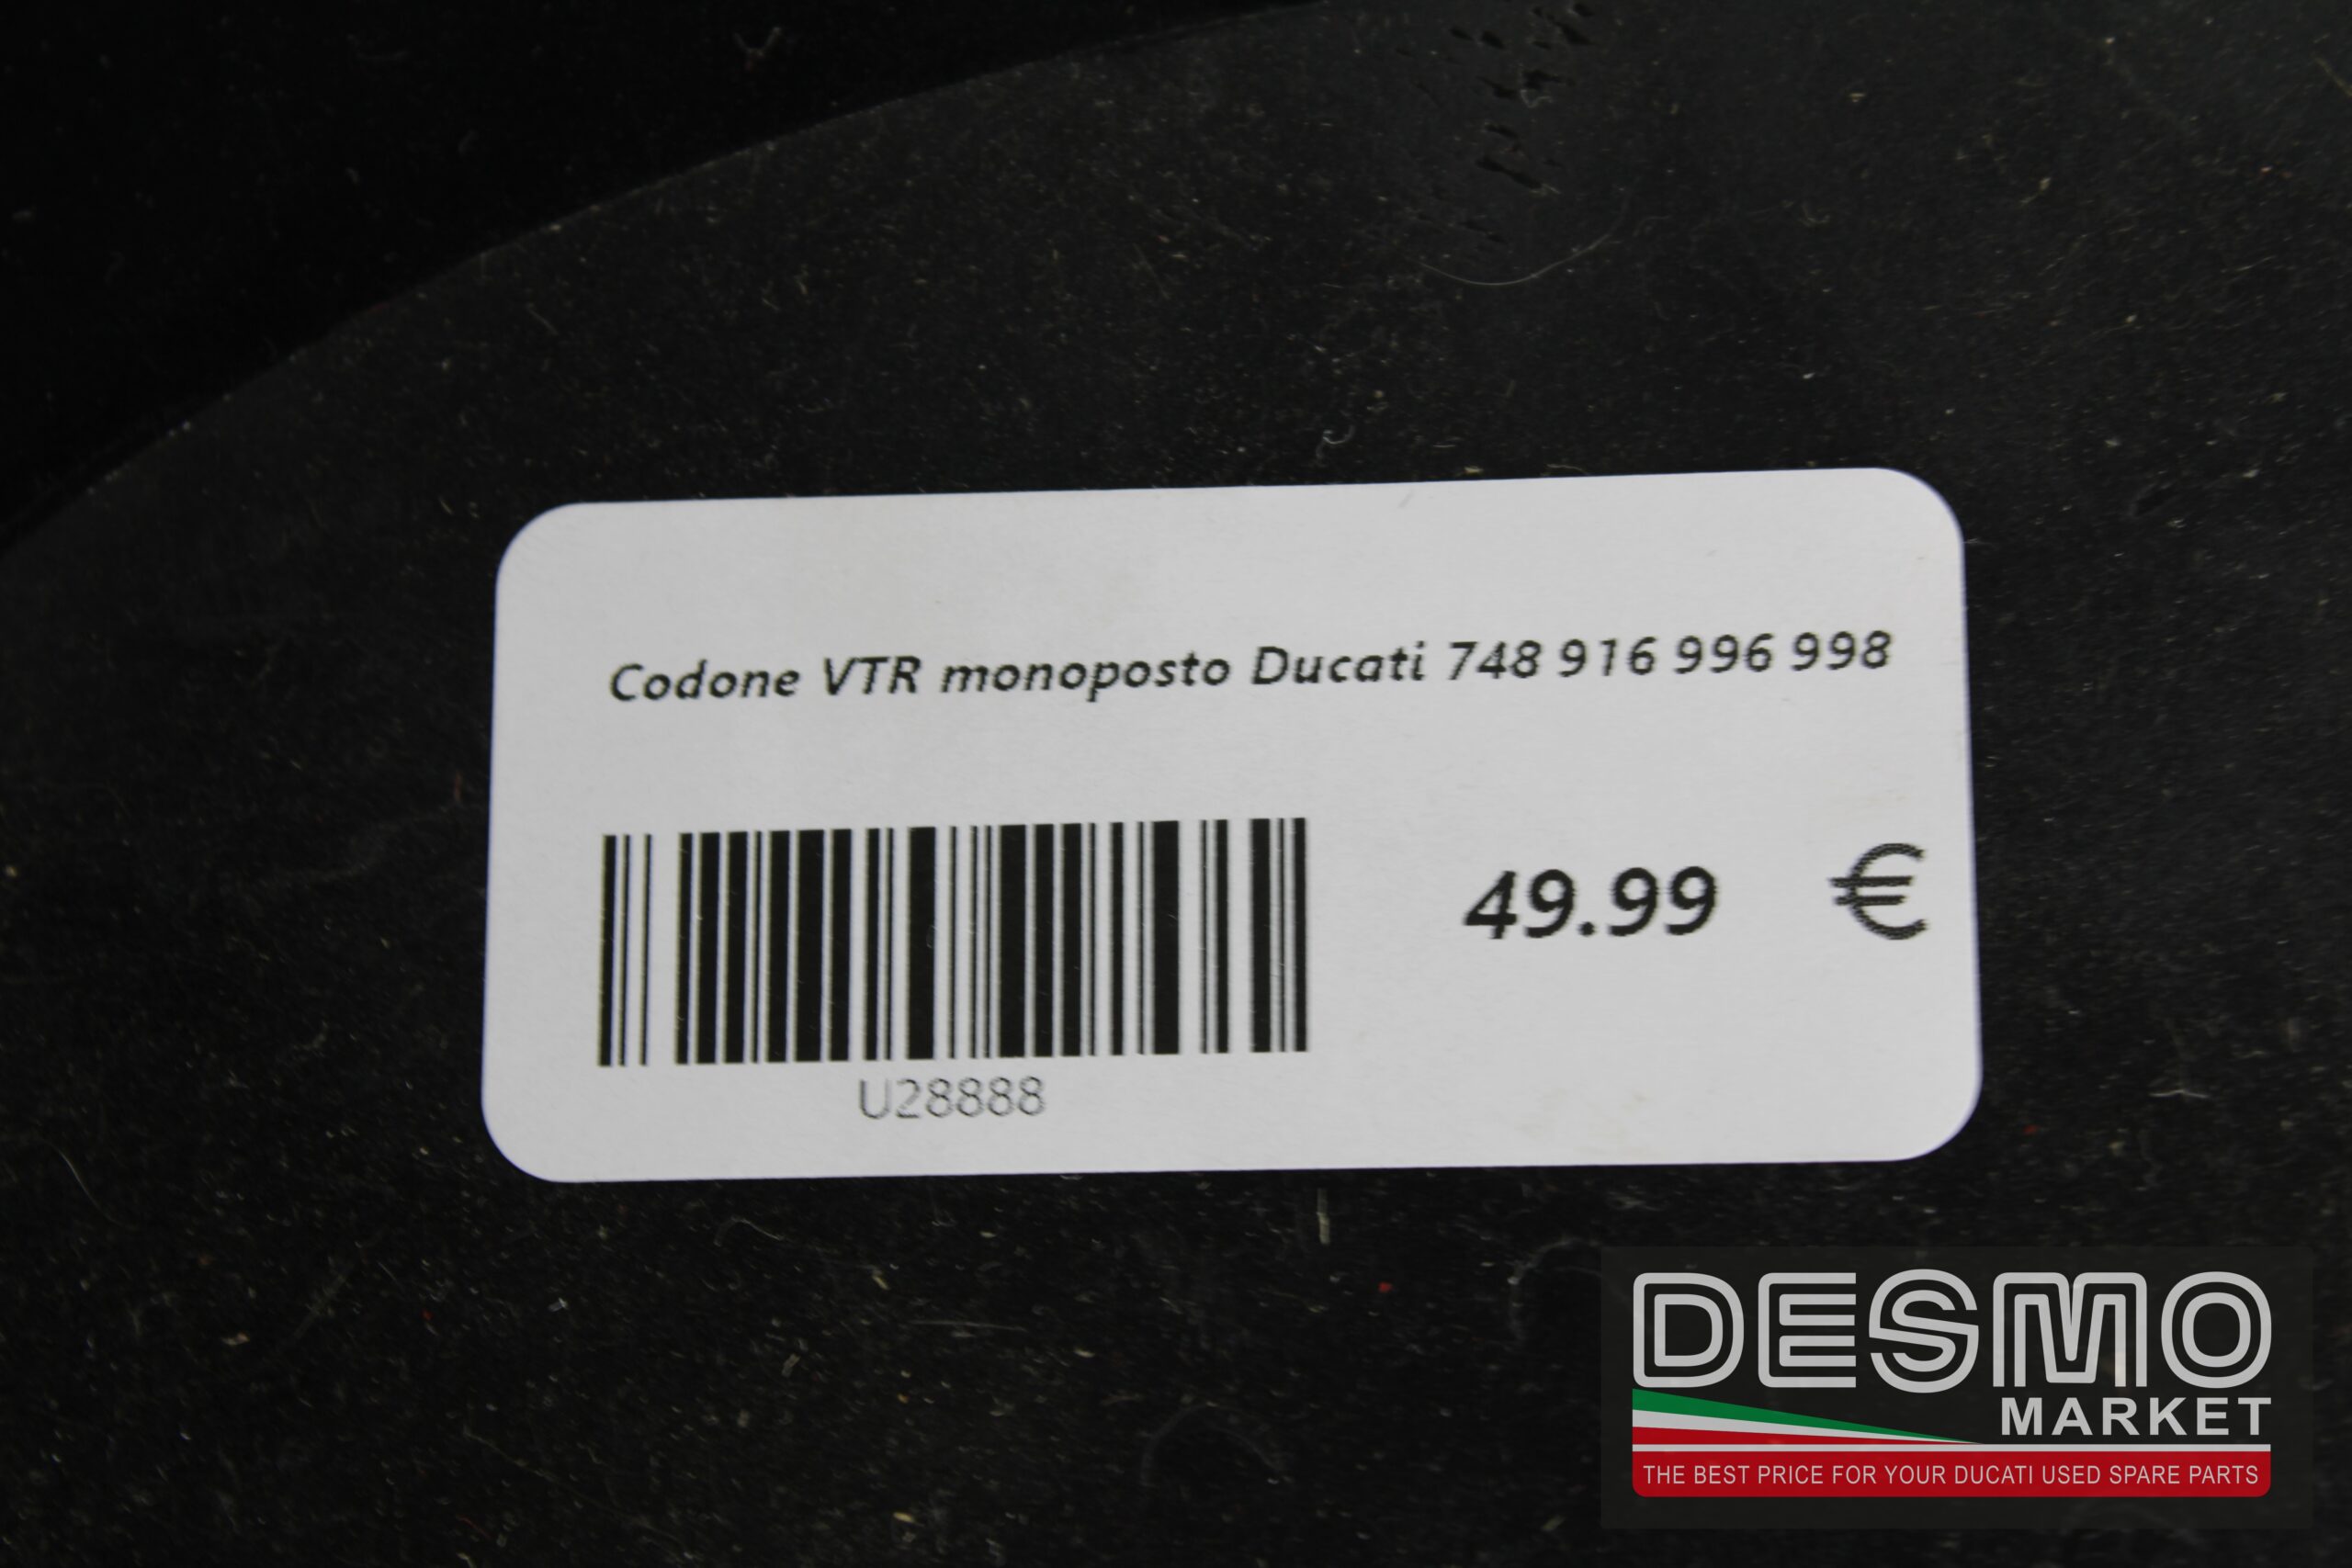 Codone VTR monoposto Ducati 748 916 996 998
49.99 €
U28888
DESMO
MARKET
THE BEST PRICE FOR YOUR DUCATI USED SPARE PARTS